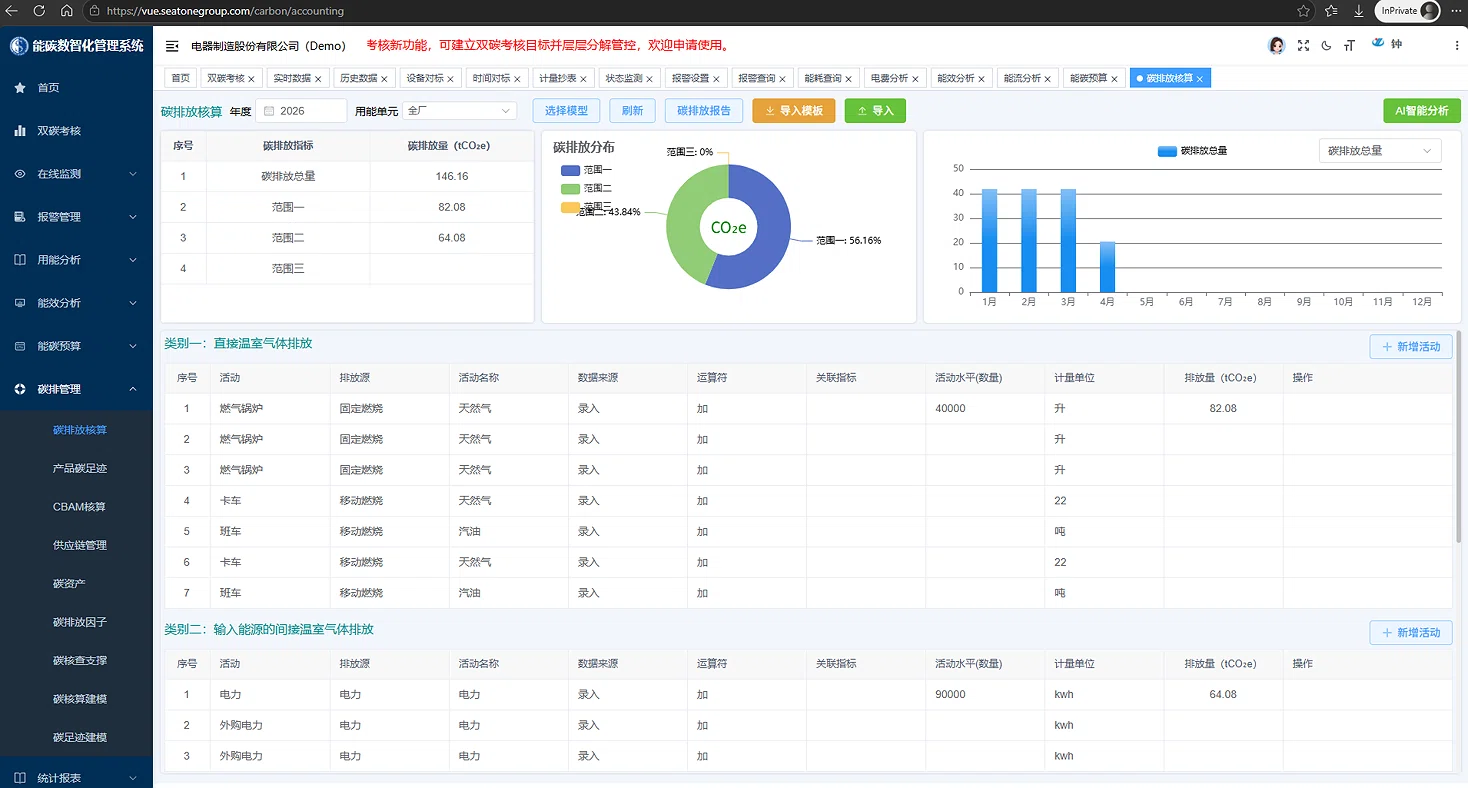 https://vue.seatonegroup.com/carbon/accounting
InPrivate
能碳数智化管理系统
电器制造股份有限公司（Demo）
考核新功能，可建立双碳考核目标并层层分解管控，欢迎申请使用。
钟
首页 双碳考核 实时数据 历史数据 设备对标 时间对标 计量抄表 状态监测 报警设置 报警查询 能耗查询 电费分析 能效分析 能流分析 能碳预算 碳排放核算
首页
双碳考核
在线监测
报警管理
用能分析
能效分析
能碳预算
碳排管理
碳排放核算
产品碳足迹
CBAM核算
供应链管理
碳资产
碳排放因子
碳核查支撑
碳核算建模
碳足迹建模
统计报表
碳排放核算 年度 2026 用能单元 全厂 选择模型 刷新 碳排放报告 导入模板 导入 AI智能分析
序号 碳排放指标 碳排放量（tCO₂e）
1 碳排放总量 146.16
2 范围一 82.08
3 范围二 64.08
4 范围三
碳排放分布
范围一
范围二
范围三
范围三: 0%
范围二: 43.84%
范围一: 56.16%
CO₂e
碳排放总量
碳排放总量
50
40
30
20
10
0
1月 2月 3月 4月 5月 6月 7月 8月 9月 10月 11月 12月
类别一：直接温室气体排放
新增活动
序号 活动 排放源 活动名称 数据来源 运算符 关联指标 活动水平(数量) 计量单位 排放量（tCO₂e） 操作
1 燃气锅炉 固定燃烧 天然气 录入 加 40000 升 82.08
2 燃气锅炉 固定燃烧 天然气 录入 加 升
3 燃气锅炉 固定燃烧 天然气 录入 加 升
4 卡车 移动燃烧 天然气 录入 加 22
5 班车 移动燃烧 汽油 录入 加 吨
6 卡车 移动燃烧 天然气 录入 加 22
7 班车 移动燃烧 汽油 录入 加 吨
类别二：输入能源的间接温室气体排放
新增活动
序号 活动 排放源 活动名称 数据来源 运算符 关联指标 活动水平(数量) 计量单位 排放量（tCO₂e） 操作
1 电力 电力 电力 录入 加 90000 kwh 64.08
2 外购电力 电力 电力 录入 加 kwh
3 外购电力 电力 电力 录入 加 kwh